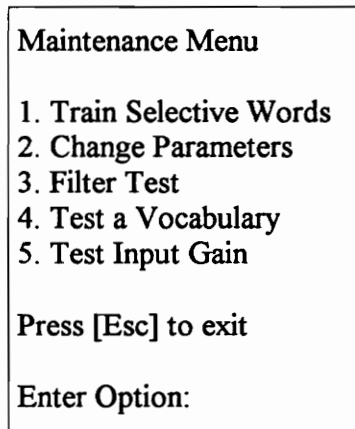 Maintenance Menu
1. Train Selective Words
2. Change Parameters
3. Filter Test
4. Test a Vocabulary
5. Test Input Gain
Press [Esc] to exit
Enter Option: